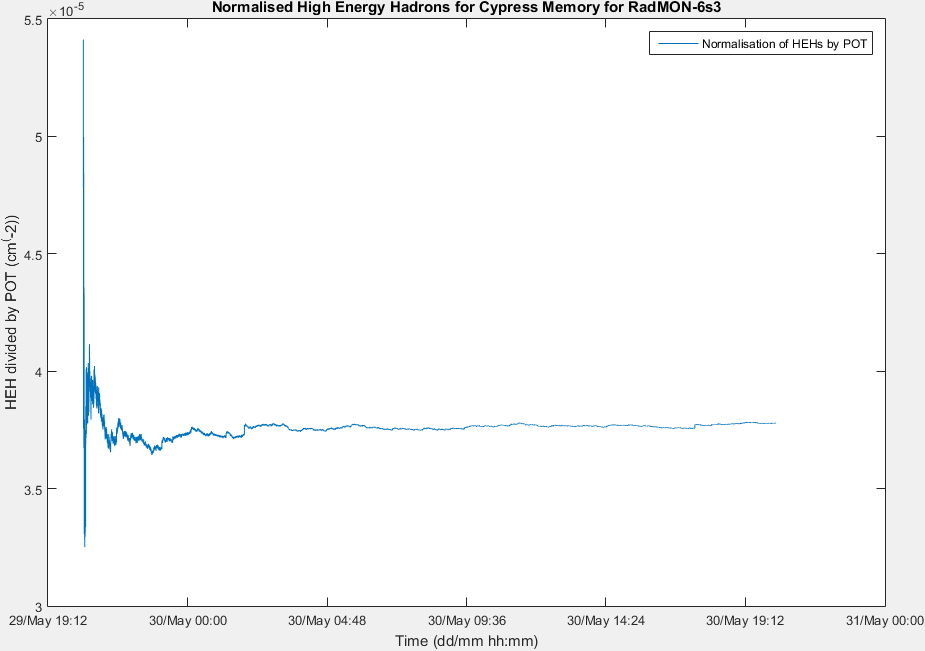 Normalised High Energy Hadrons for Cypress Memory for RadMON-6s3
×10^-5
Normalisation of HEHs by POT
5.5
5
4.5
4
3.5
3
HEH divided by POT (cm^(-2))
29/May 19:12 30/May 00:00 30/May 04:48 30/May 09:36 30/May 14:24 30/May 19:12 31/May 00:00
Time (dd/mm hh:mm)